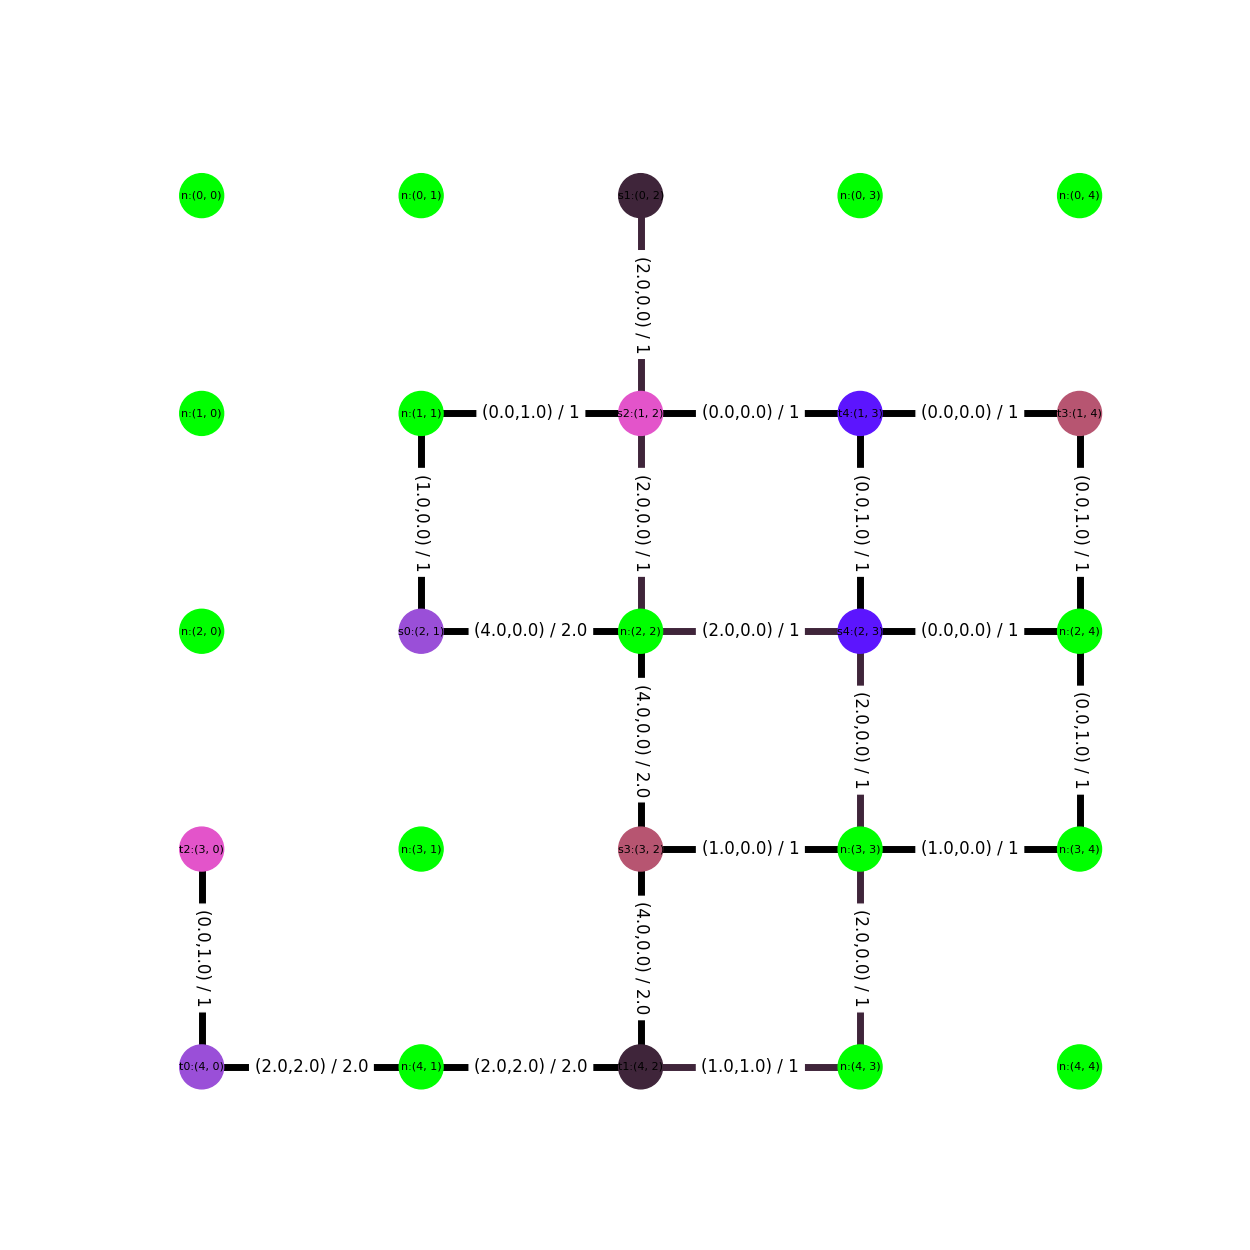 n:(0, 0) n:(0, 1) s1:(0, 2) n:(0, 3) n:(0, 4)
(2.0,0.0) / 1
n:(1, 0) n:(1, 1) (0.0,1.0) / 1 s2:(1, 2) (0.0,0.0) / 1 t4:(1, 3) (0.0,0.0) / 1 t3:(1, 4)
(1.0,0.0) / 1 (2.0,0.0) / 1 (0.0,1.0) / 1 (0.0,1.0) / 1
n:(2, 0) s0:(2, 1) (4.0,0.0) / 2.0 n:(2, 2) (2.0,0.0) / 1 s4:(2, 3) (0.0,0.0) / 1 n:(2, 4)
(4.0,0.0) / 2.0 (2.0,0.0) / 1 (0.0,1.0) / 1
t2:(3, 0) n:(3, 1) s3:(3, 2) (1.0,0.0) / 1 n:(3, 3) (1.0,0.0) / 1 n:(3, 4)
(0.0,1.0) / 1 (4.0,0.0) / 2.0 (2.0,0.0) / 1
t0:(4, 0) (2.0,2.0) / 2.0 n:(4, 1) (2.0,2.0) / 2.0 t1:(4, 2) (1.0,1.0) / 1 n:(4, 3) n:(4, 4)